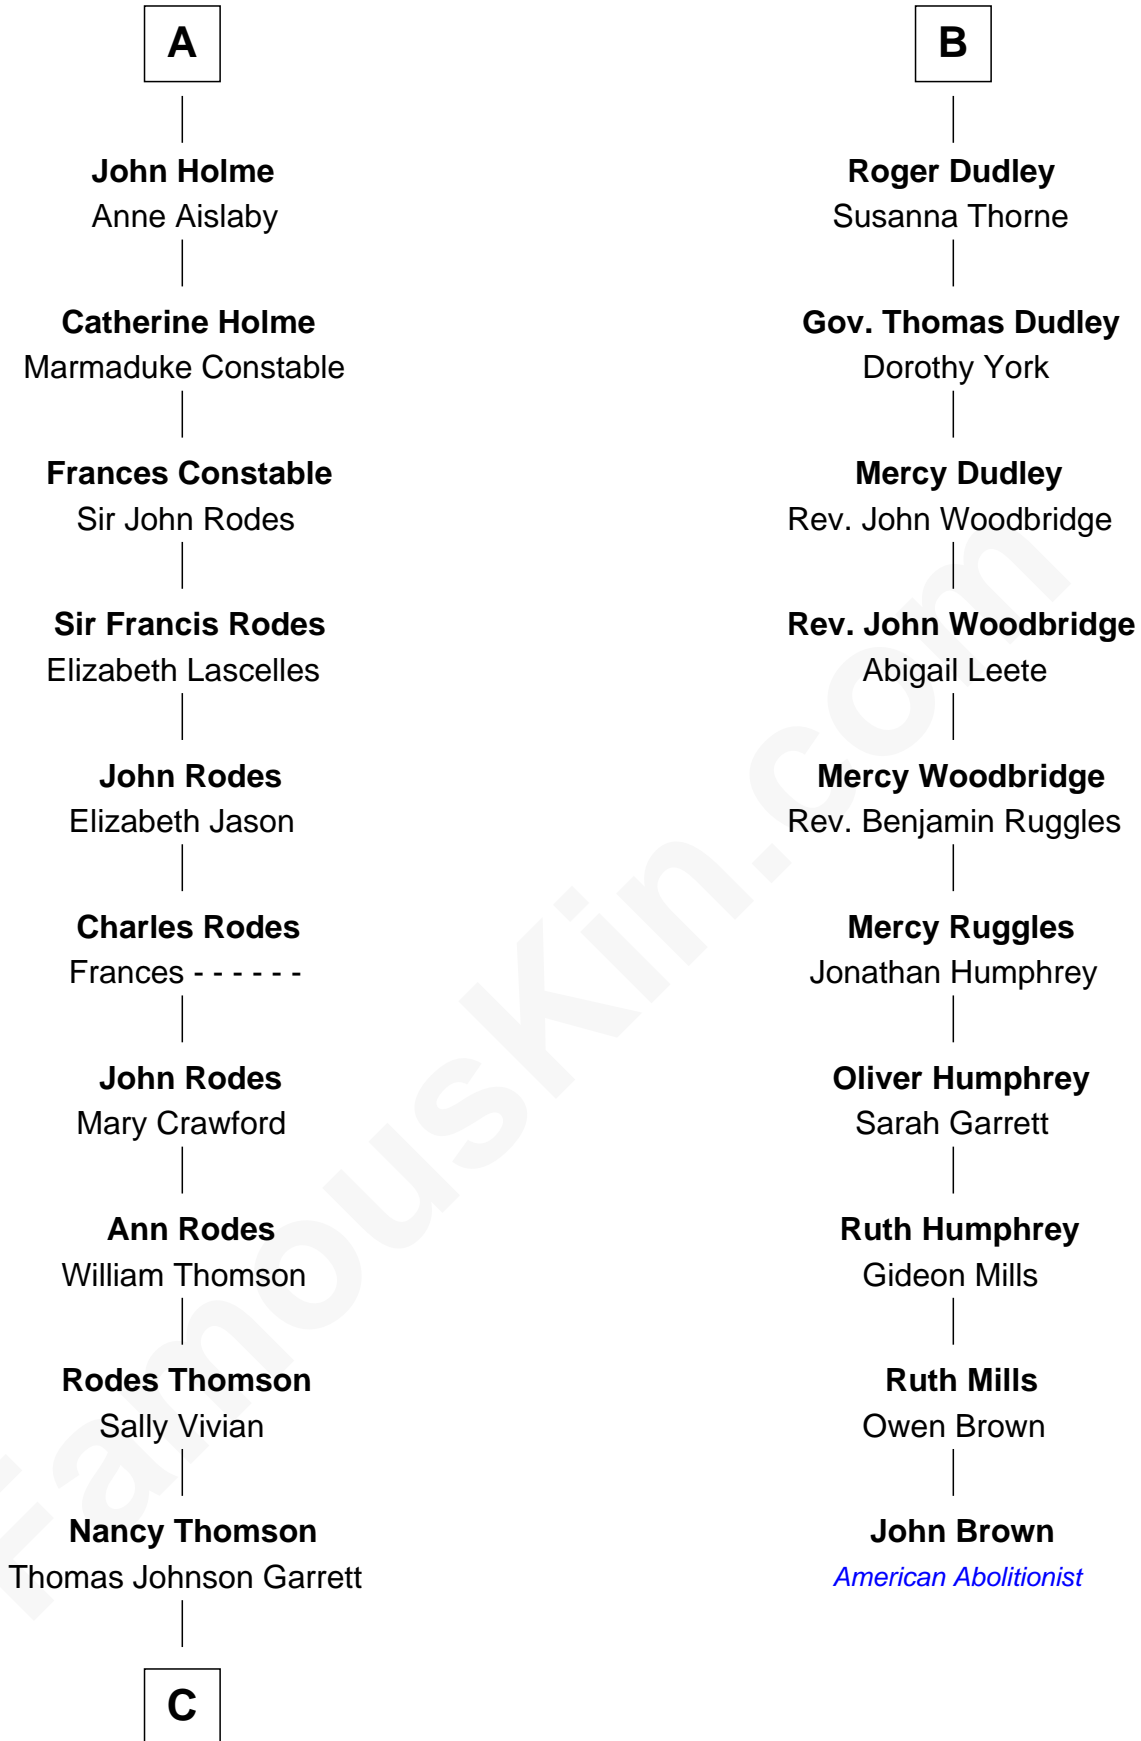 A
John Holme
Anne Aislaby
Catherine Holme
Marmaduke Constable
Frances Constable
Sir John Rodes
Sir Francis Rodes
Elizabeth Lascelles
John Rodes
Elizabeth Jason
Charles Rodes
Frances - - - - - -
John Rodes
Mary Crawford
Ann Rodes
William Thomson
Rodes Thomson
Sally Vivian
Nancy Thomson
Thomas Johnson Garrett
C
B
Roger Dudley
Susanna Thorne
Gov. Thomas Dudley
Dorothy York
Mercy Dudley
Rev. John Woodbridge
Rev. John Woodbridge
Abigail Leete
Mercy Woodbridge
Rev. Benjamin Ruggles
Mercy Ruggles
Jonathan Humphrey
Oliver Humphrey
Sarah Garrett
Ruth Humphrey
Gideon Mills
Ruth Mills
Owen Brown
John Brown
American Abolitionist
FamousKin.com